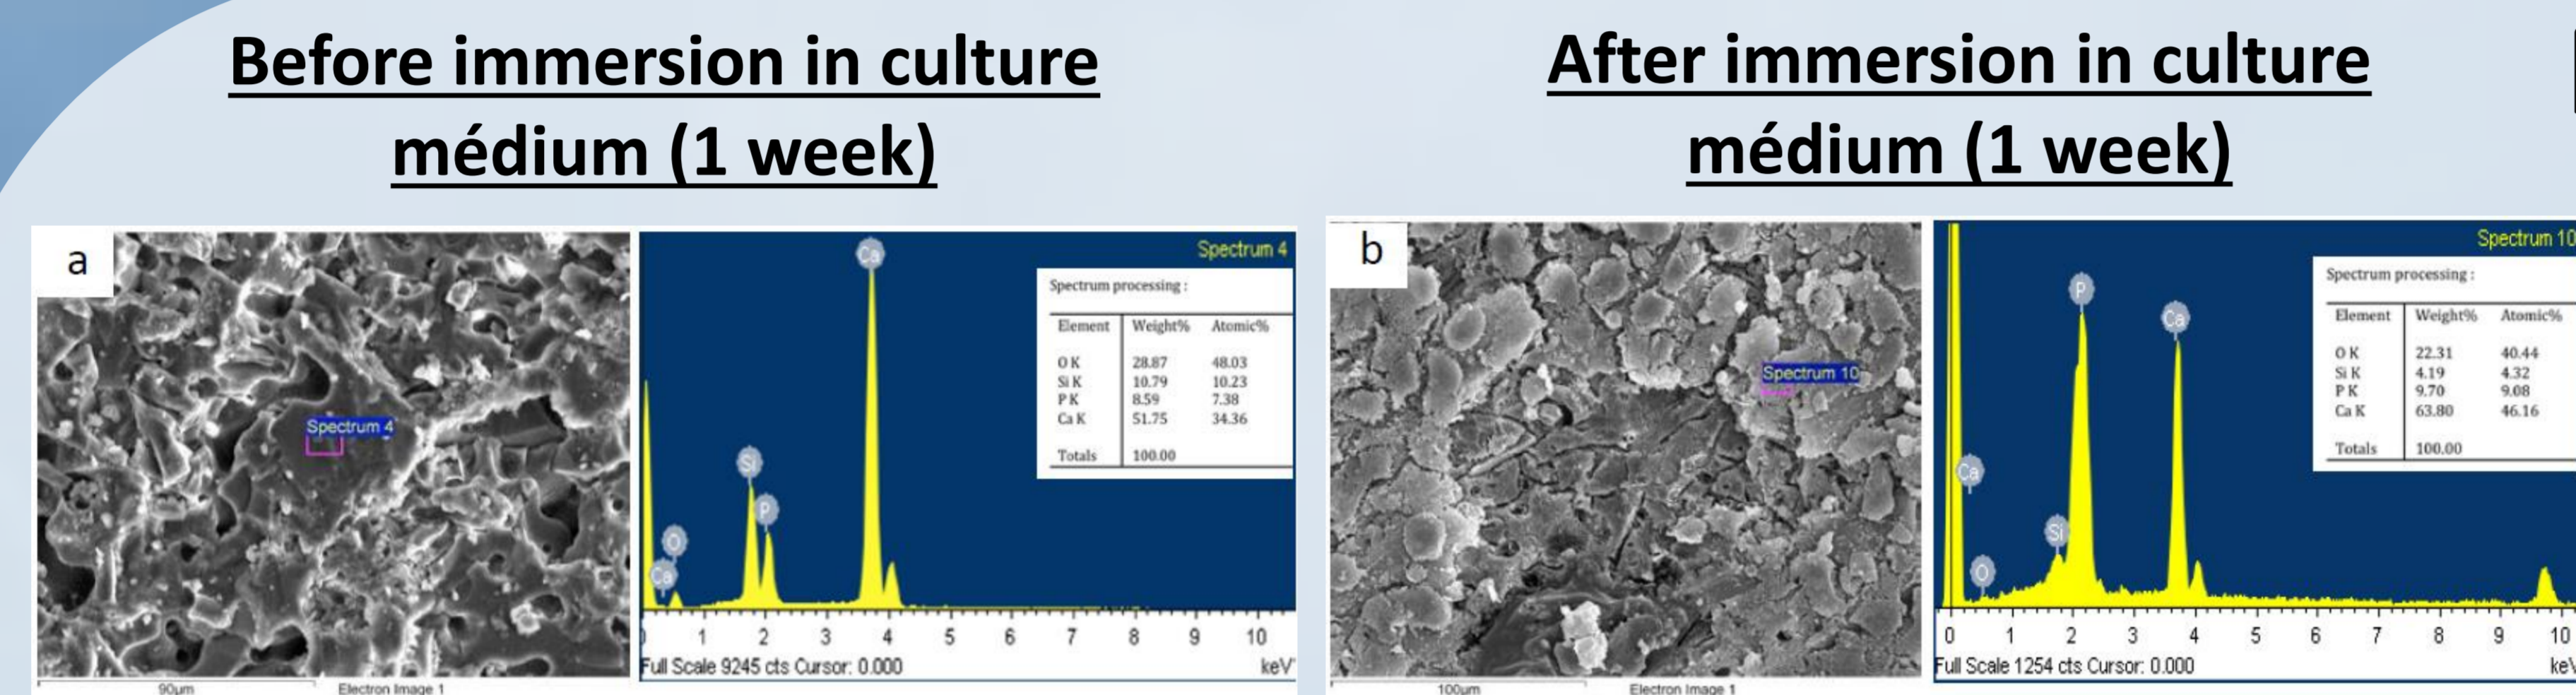 Before immersion in culture
médium (1 week)
After immersion in culture
médium (1 week)
a
Spectrum 4
90µm
Electron Image 1
Ca
Spectrum 4
Si
P
O
Ca
Spectrum processing :
Element Weight% Atomic%
O K 28.87 48.03
Si K 10.79 10.23
P K 8.59 7.38
Ca K 51.75 34.36
Totals 100.00
1 2 3 4 5 6 7 8 9 10
Full Scale 9245 cts Cursor: 0.000 keV
b
Spectrum 10
100µm
Electron Image 1
Spectrum 10
P
Ca
Ca
Si
O
Spectrum processing :
Element Weight% Atomic%
O K 22.31 40.44
Si K 4.19 4.32
P K 9.70 9.08
Ca K 63.80 46.16
Totals 100.00
0 1 2 3 4 5 6 7 8 9 10
Full Scale 1254 cts Cursor: 0.000 keV